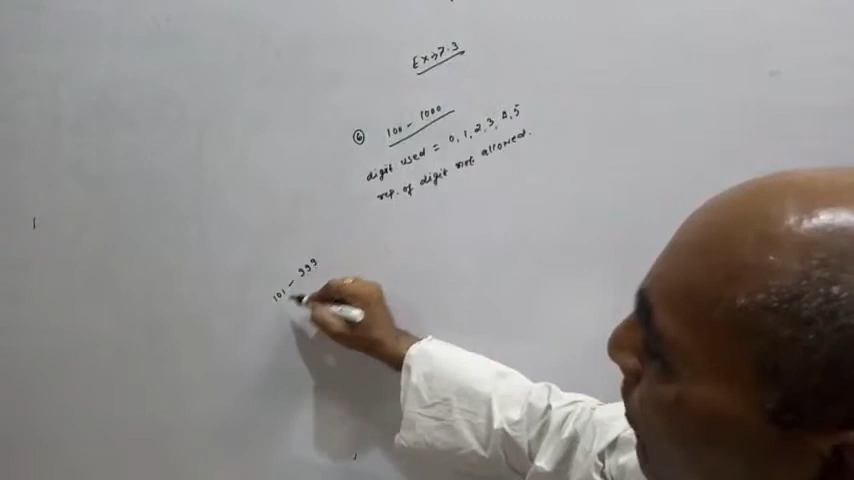 Ex→7.3
⑥ 100 - 1000
digit used = 0, 1, 2, 3, 4, 5
rep. of digit not allowed.
101 - 999